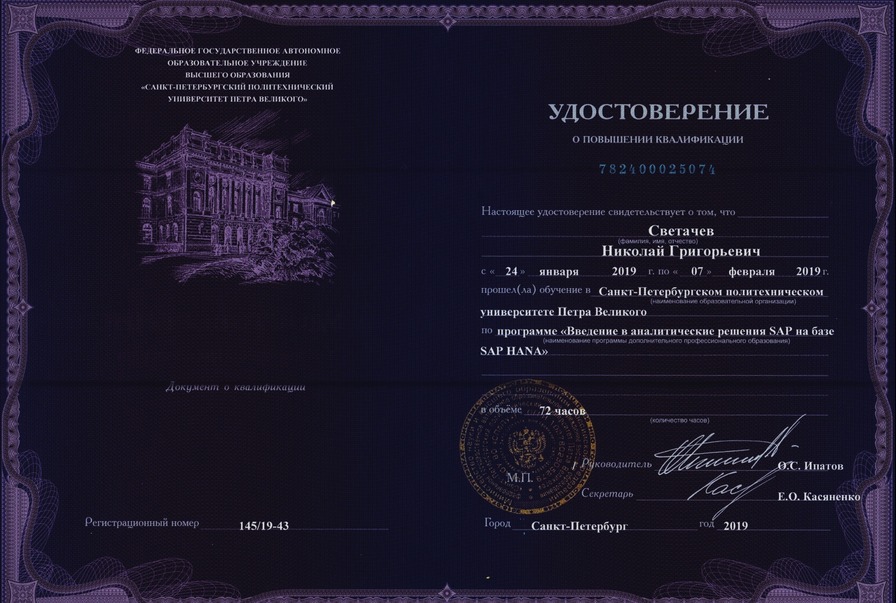 ФЕДЕРАЛЬНОЕ ГОСУДАРСТВЕННОЕ АВТОНОМНОЕ
ОБРАЗОВАТЕЛЬНОЕ УЧРЕЖДЕНИЕ
ВЫСШЕГО ОБРАЗОВАНИЯ
«САНКТ-ПЕТЕРБУРГСКИЙ ПОЛИТЕХНИЧЕСКИЙ
УНИВЕРСИТЕТ ПЕТРА ВЕЛИКОГО»
Документ о квалификации
Регистрационный номер 145/19-43
УДОСТОВЕРЕНИЕ
О ПОВЫШЕНИИ КВАЛИФИКАЦИИ
782400025074
Настоящее удостоверение свидетельствует о том, что
Светачев
(фамилия, имя, отчество)
Николай Григорьевич
с « 24 » января 2019 г. по « 07 » февраля 2019 г.
прошел(ла) обучение в Санкт-Петербургском политехническом
(наименование образовательной организации)
университете Петра Великого
по программе «Введение в аналитические решения SAP на базе
(наименование программы дополнительного профессионального образования)
SAP HANA»
в объёме 72 часов
(количество часов)
Руководитель О.С. Ипатов
М.П.
Секретарь Е.О. Касяненко
Город Санкт-Петербург год 2019